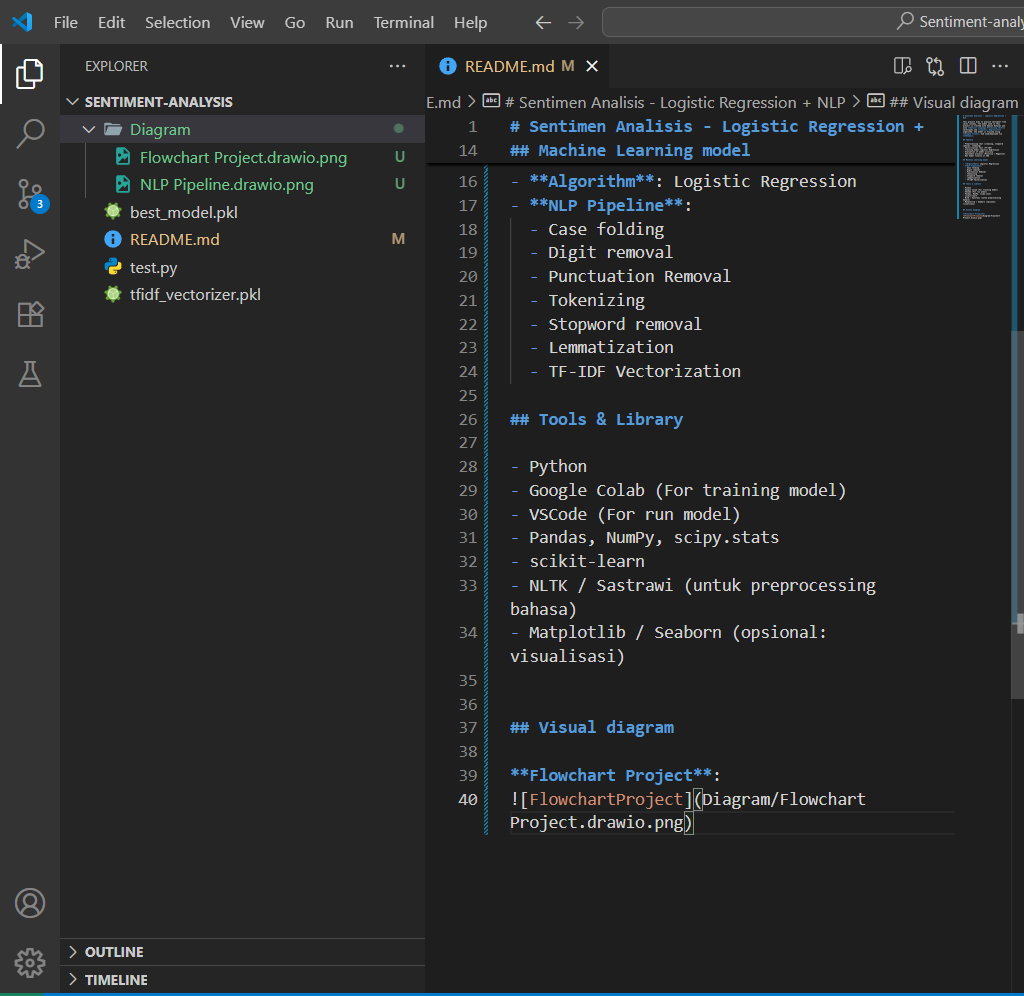 File Edit Selection View Go Run Terminal Help Sentiment-analy
EXPLORER
SENTIMENT-ANALYSIS
Diagram
Flowchart Project.drawio.png U
NLP Pipeline.drawio.png U
best_model.pkl
README.md M
test.py
tfidf_vectorizer.pkl
3
OUTLINE
TIMELINE
README.md M
E.md > # Sentimen Analisis - Logistic Regression + NLP > ## Visual diagram
1 # Sentimen Analisis - Logistic Regression +
14 ## Machine Learning model
16 - **Algorithm**: Logistic Regression
17 - **NLP Pipeline**:
18 - Case folding
19 - Digit removal
20 - Punctuation Removal
21 - Tokenizing
22 - Stopword removal
23 - Lemmatization
24 - TF-IDF Vectorization
25
26 ## Tools & Library
27
28 - Python
29 - Google Colab (For training model)
30 - VSCode (For run model)
31 - Pandas, NumPy, scipy.stats
32 - scikit-learn
33 - NLTK / Sastrawi (untuk preprocessing
bahasa)
34 - Matplotlib / Seaborn (opsional:
visualisasi)
35
36
37 ## Visual diagram
38
39 **Flowchart Project**:
40 ![FlowchartProject](Diagram/Flowchart
Project.drawio.png)